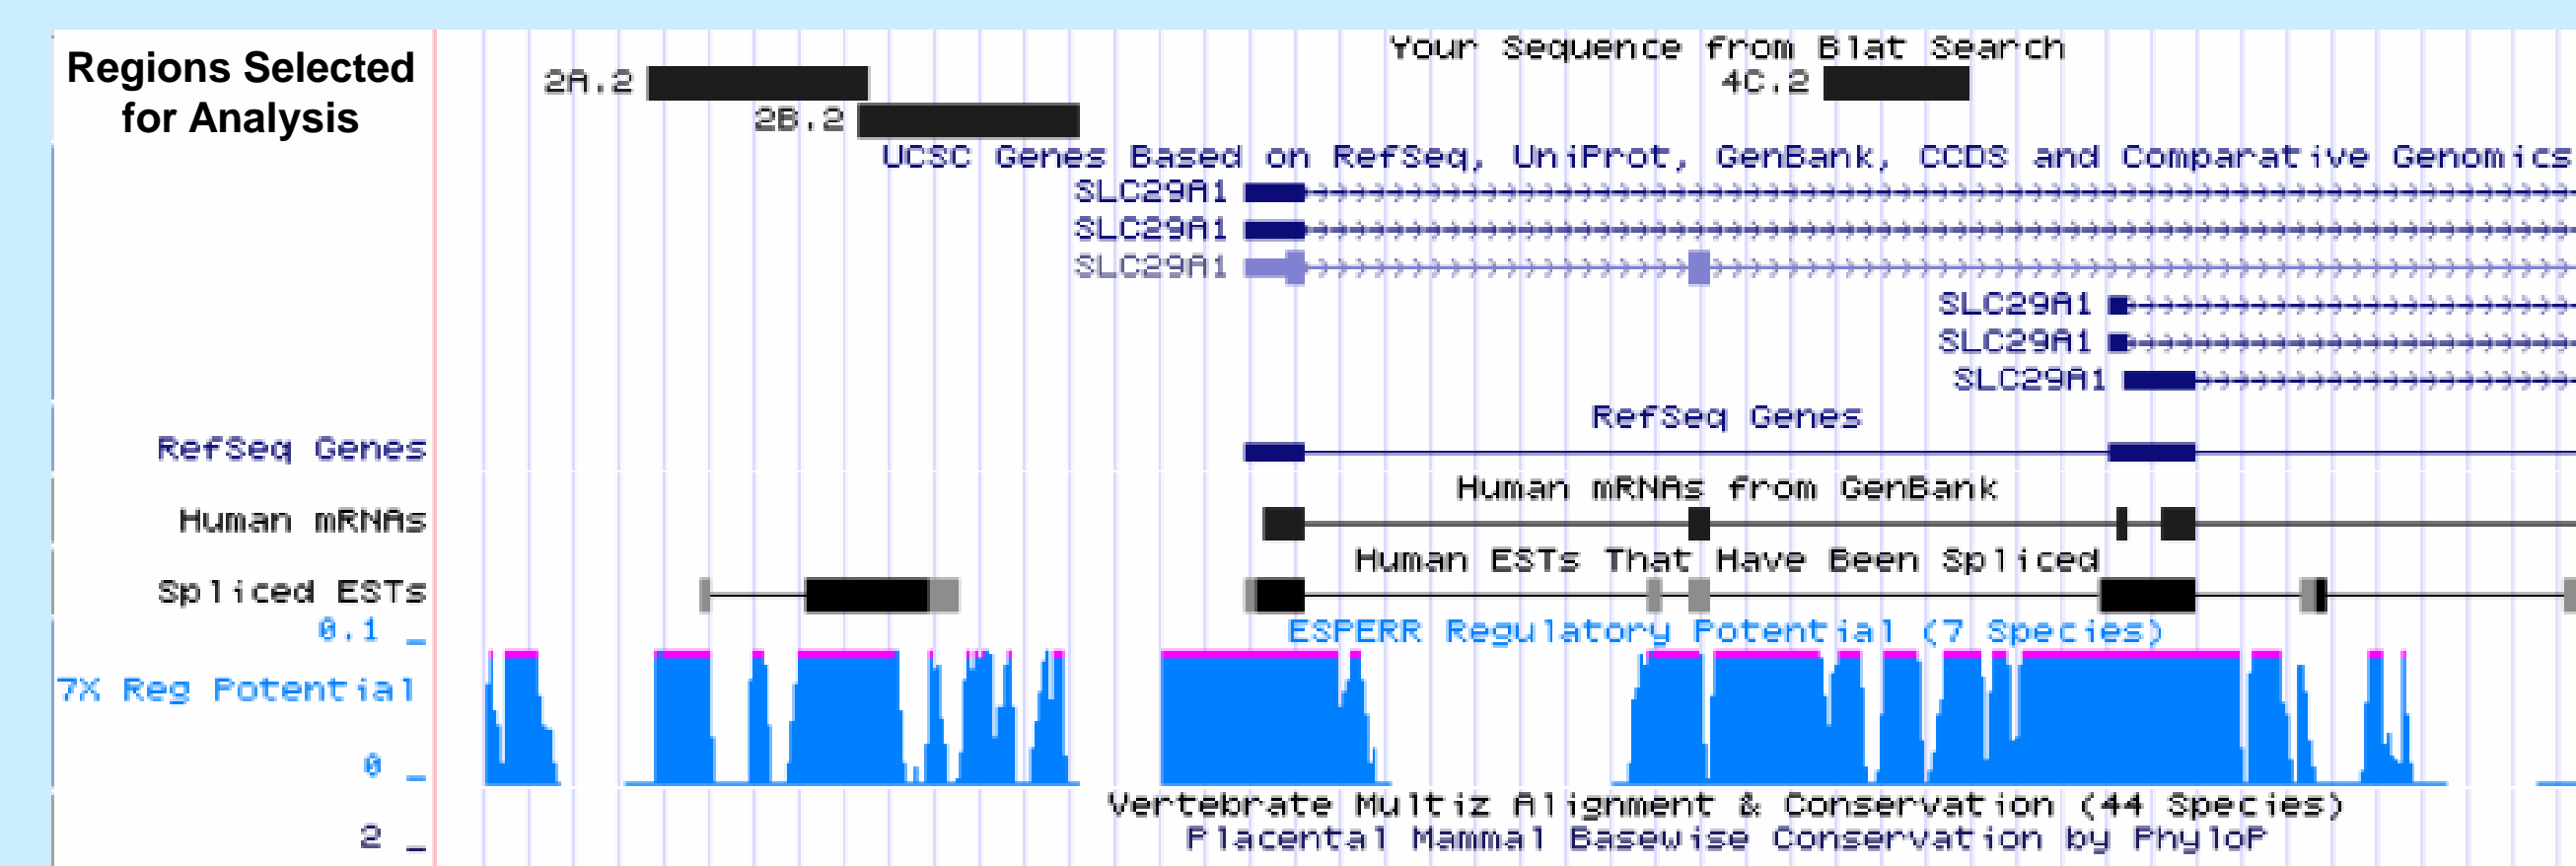 Regions Selected
for Analysis
Your Sequence from Blat Search
2A.2
4C.2
2B.2
UCSC Genes Based on RefSeq, UniProt, GenBank, CCDS and Comparative Genomics
SLC29A1
SLC29A1
SLC29A1
SLC29A1
SLC29A1
SLC29A1
RefSeq Genes
RefSeq Genes
Human mRNAs from GenBank
Human mRNAs
Human ESTs That Have Been Spliced
Spliced ESTs
0.1 _
ESPERR Regulatory Potential (7 Species)
7X Reg Potential
0 _
Vertebrate Multiz Alignment & Conservation (44 Species)
Placental Mammal Basewise Conservation by PhyloP
2 _